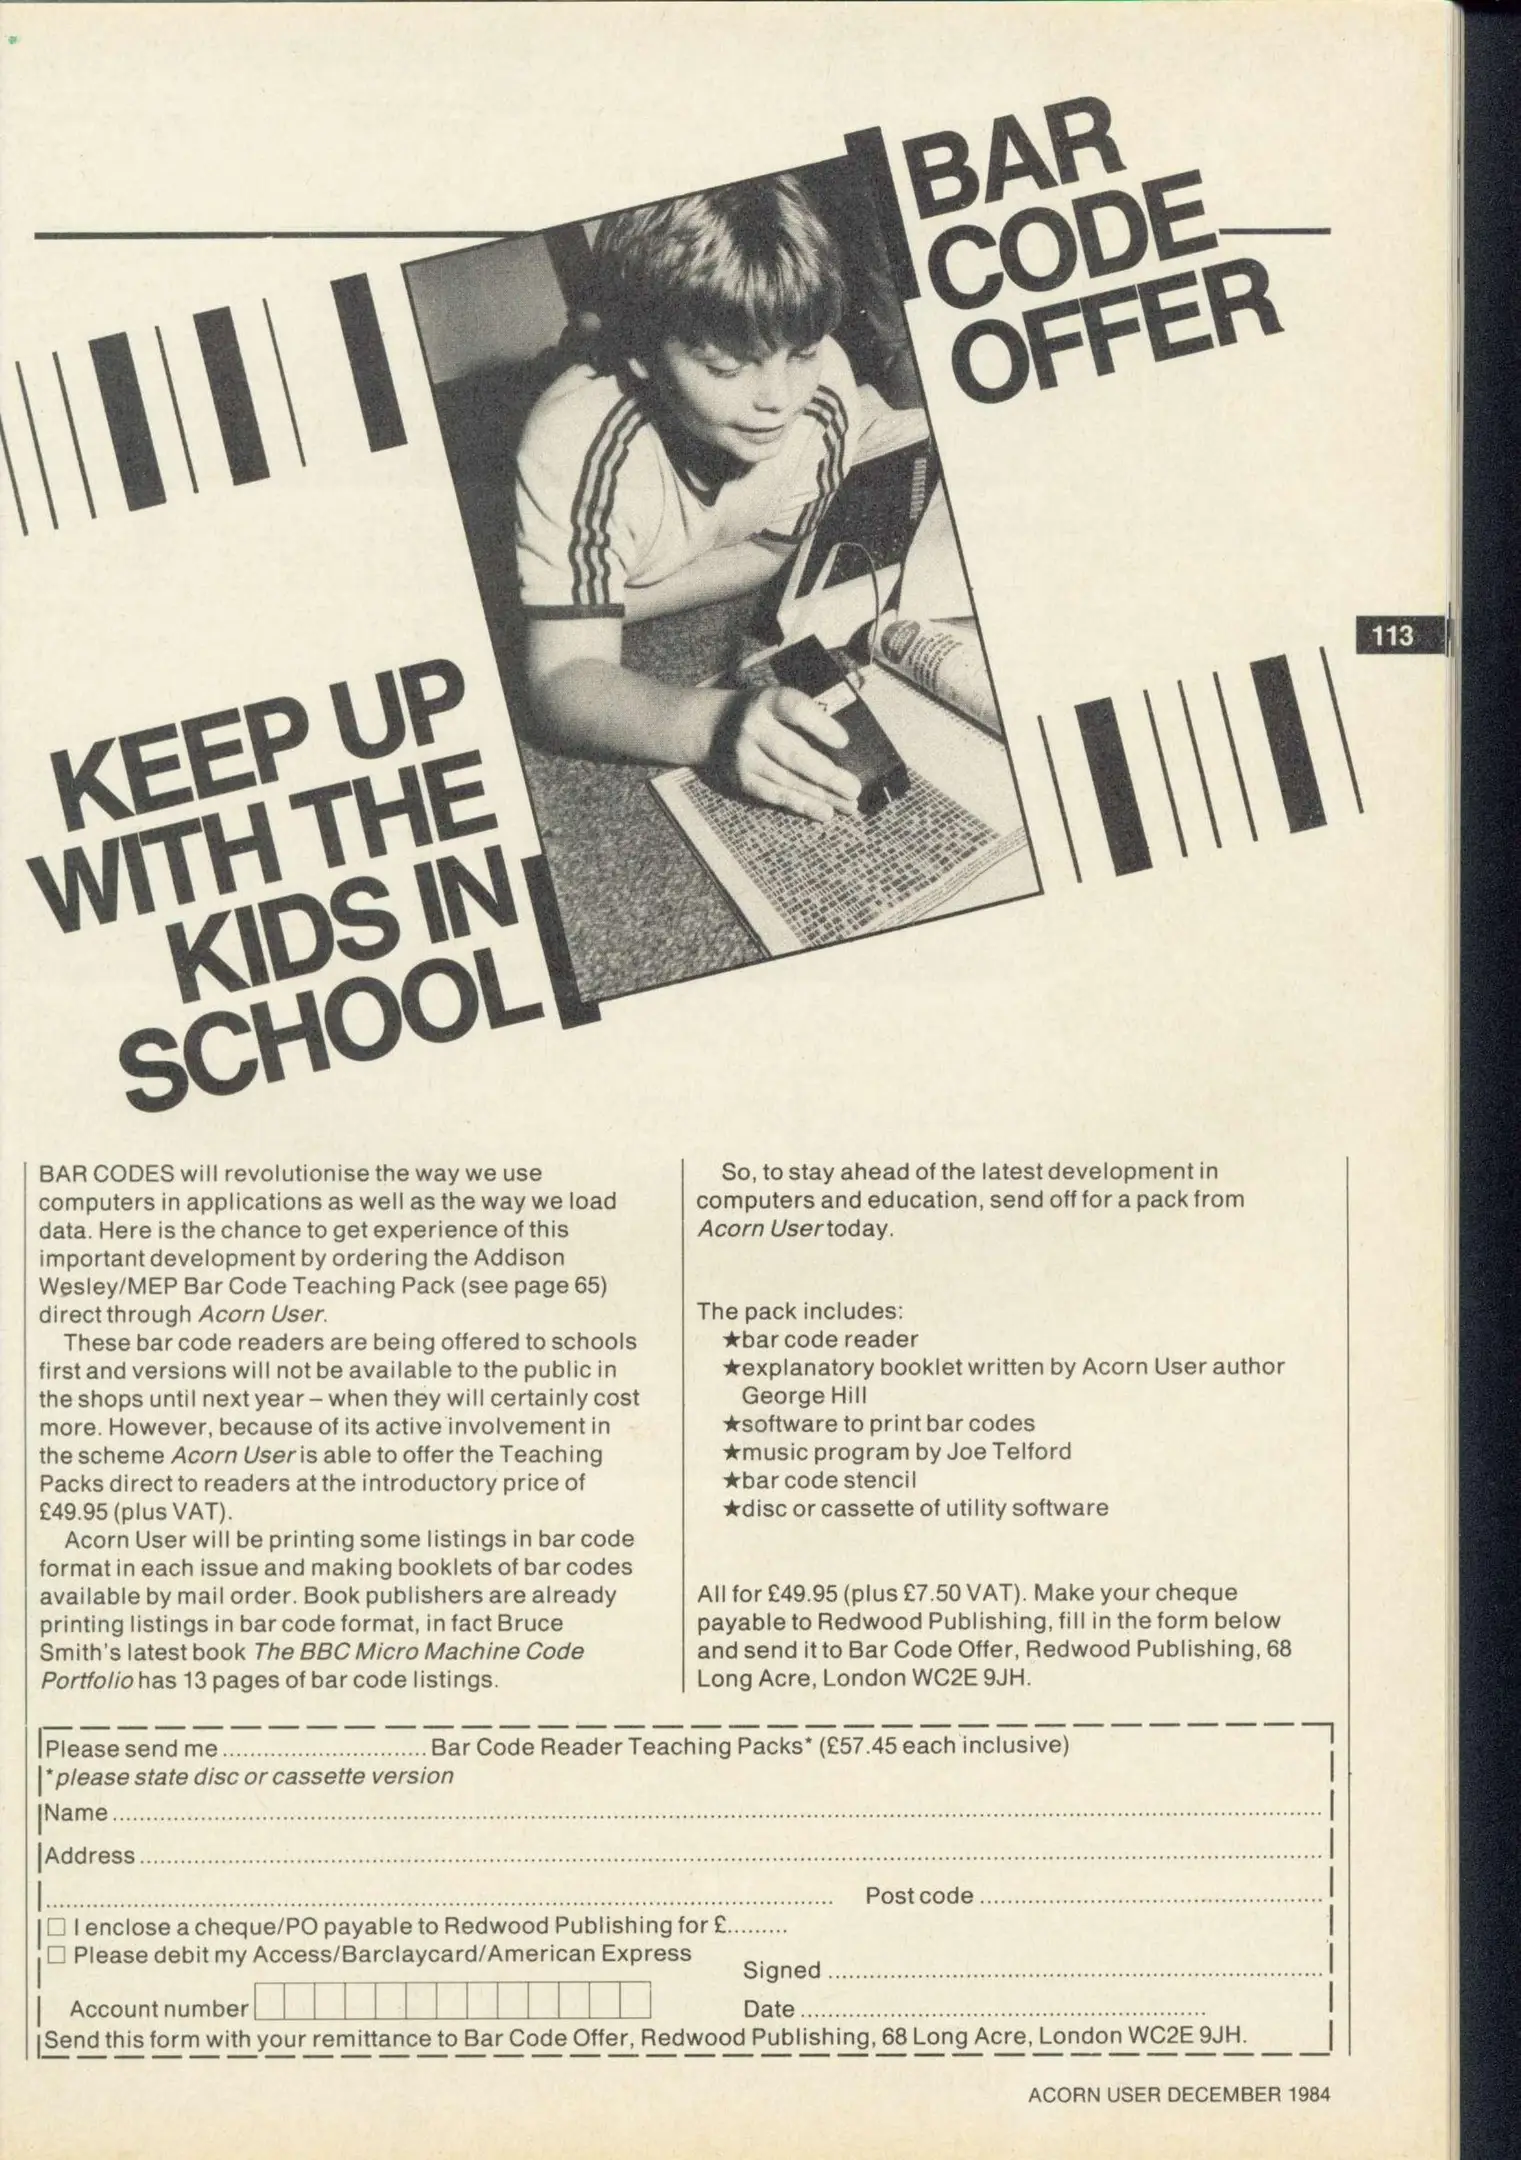 BAR
CODE
OFFER
113
KEEP UP
WITH THE
KIDS IN
SCHOOL
BAR CODES will revolutionise the way we use
computers in applications as well as the way we load
data. Here is the chance to get experience of this
important development by ordering the Addison
Wesley/MEP Bar Code Teaching Pack (see page 65)
direct through Acorn User.
These bar code readers are being offered to schools
first and versions will not be available to the public in
the shops until next year – when they will certainly cost
more. However, because of its active involvement in
the scheme Acorn User is able to offer the Teaching
Packs direct to readers at the introductory price of
£49.95 (plus VAT).
Acorn User will be printing some listings in bar code
format in each issue and making booklets of bar codes
available by mail order. Book publishers are already
printing listings in bar code format, in fact Bruce
Smith's latest book The BBC Micro Machine Code
Portfolio has 13 pages of bar code listings.
So, to stay ahead of the latest development in
computers and education, send off for a pack from
Acorn User today.
The pack includes:
★bar code reader
★explanatory booklet written by Acorn User author
George Hill
★software to print bar codes
★music program by Joe Telford
★bar code stencil
★disc or cassette of utility software
All for £49.95 (plus £7.50 VAT). Make your cheque
payable to Redwood Publishing, fill in the form below
and send it to Bar Code Offer, Redwood Publishing, 68
Long Acre, London WC2E 9JH.
Please send me .............................. Bar Code Reader Teaching Packs* (£57.45 each inclusive)
*please state disc or cassette version
Name ..............................
Address ..............................
.............................. Post code ..............................
☐ I enclose a cheque/PO payable to Redwood Publishing for £.........
☐ Please debit my Access/Barclaycard/American Express
Signed ..............................
Account number
Date ..............................
Send this form with your remittance to Bar Code Offer, Redwood Publishing, 68 Long Acre, London WC2E 9JH.
ACORN USER DECEMBER 1984